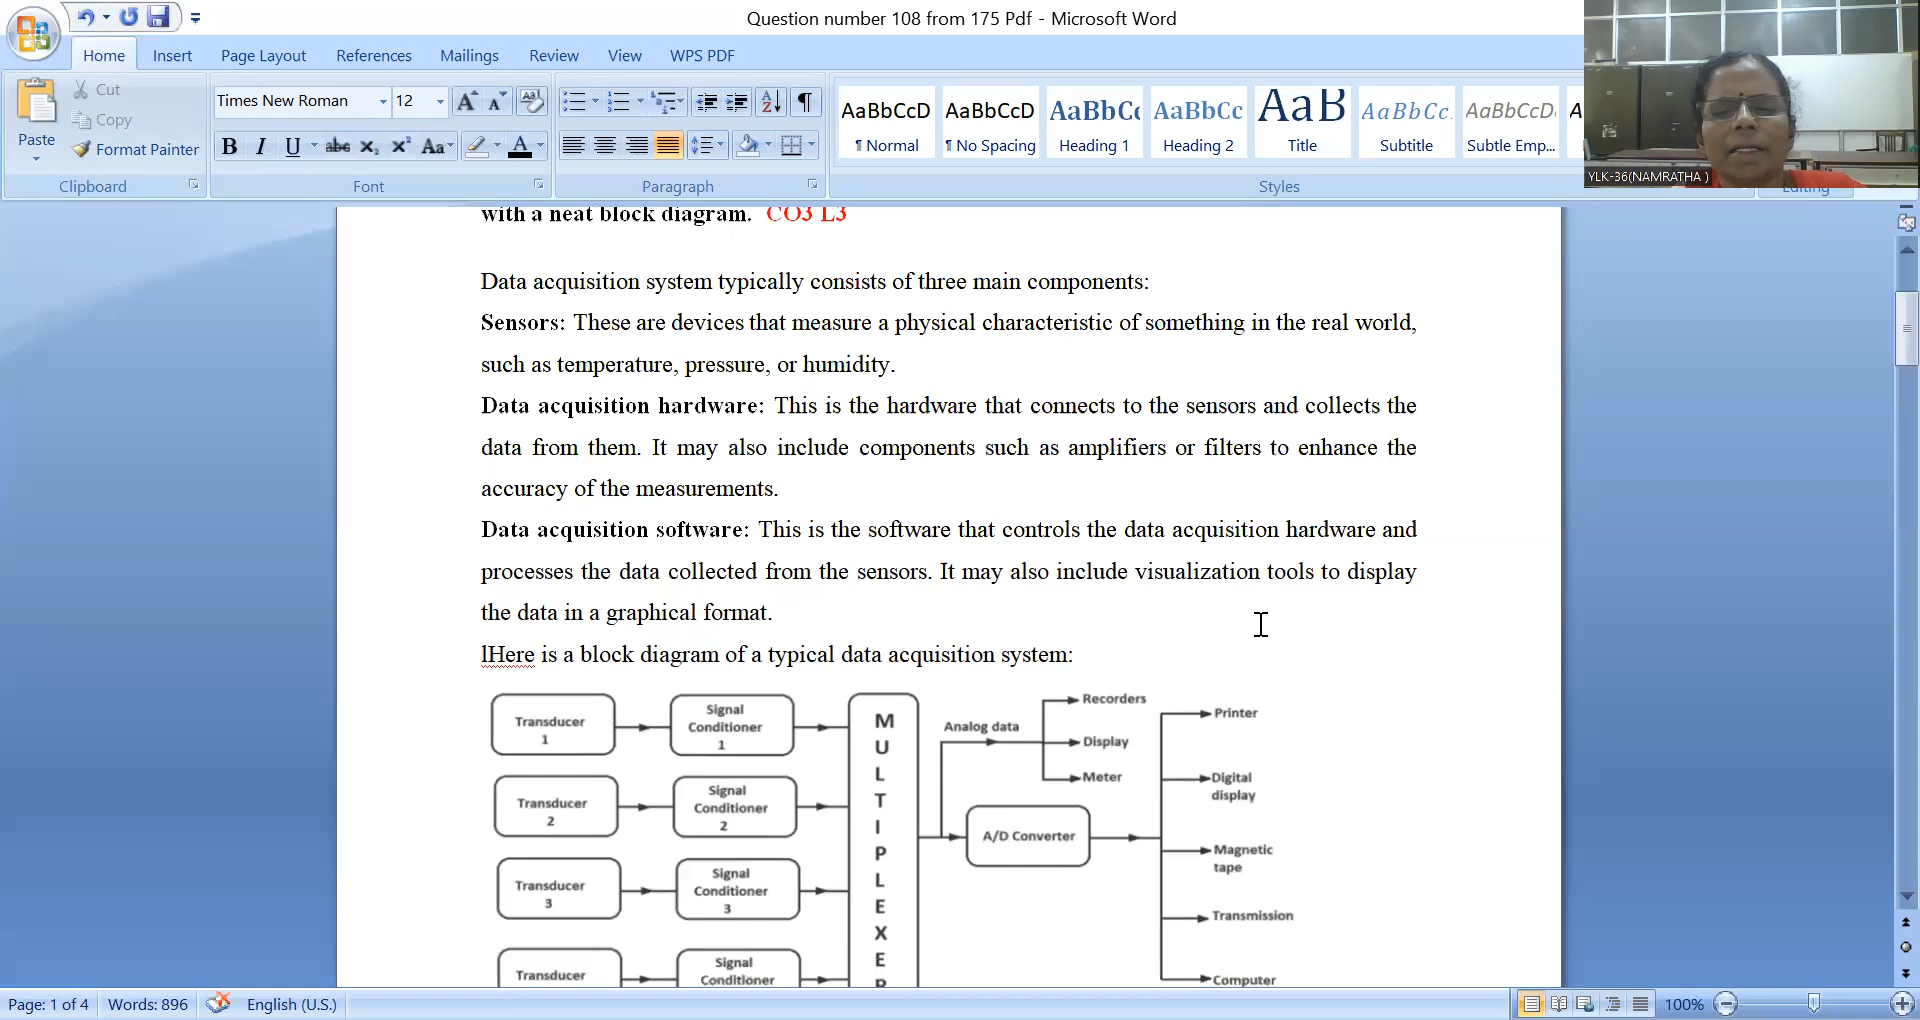 Question number 108 from 175 Pdf - Microsoft Word
Home Insert Page Layout References Mailings Review View WPS PDF
Paste
Cut
Copy
Format Painter
Clipboard
Times New Roman 12
B I U abc x₂ x² Aa A
Font
Paragraph
AaBbCcD AaBbCcD AaBbCc AaBbCc AaB AaBbCc. AaBbCcD
¶ Normal ¶ No Spacing Heading 1 Heading 2 Title Subtitle Subtle Emp...
Styles
Editing
YLK-36(NAMRATHA )
with a neat block diagram. CO3 L3
Data acquisition system typically consists of three main components:
Sensors: These are devices that measure a physical characteristic of something in the real world,
such as temperature, pressure, or humidity.
Data acquisition hardware: This is the hardware that connects to the sensors and collects the
data from them. It may also include components such as amplifiers or filters to enhance the
accuracy of the measurements.
Data acquisition software: This is the software that controls the data acquisition hardware and
processes the data collected from the sensors. It may also include visualization tools to display
the data in a graphical format.
lHere is a block diagram of a typical data acquisition system:
Transducer
1
Signal
Conditioner
1
Transducer
2
Signal
Conditioner
2
Transducer
3
Signal
Conditioner
3
Transducer
Signal
Conditioner
M
U
L
T
I
P
L
E
X
E
R
Analog data
Recorders
Display
Meter
A/D Converter
Printer
Digital
display
Magnetic
tape
Transmission
Computer
Page: 1 of 4 Words: 896 English (U.S.) 100%